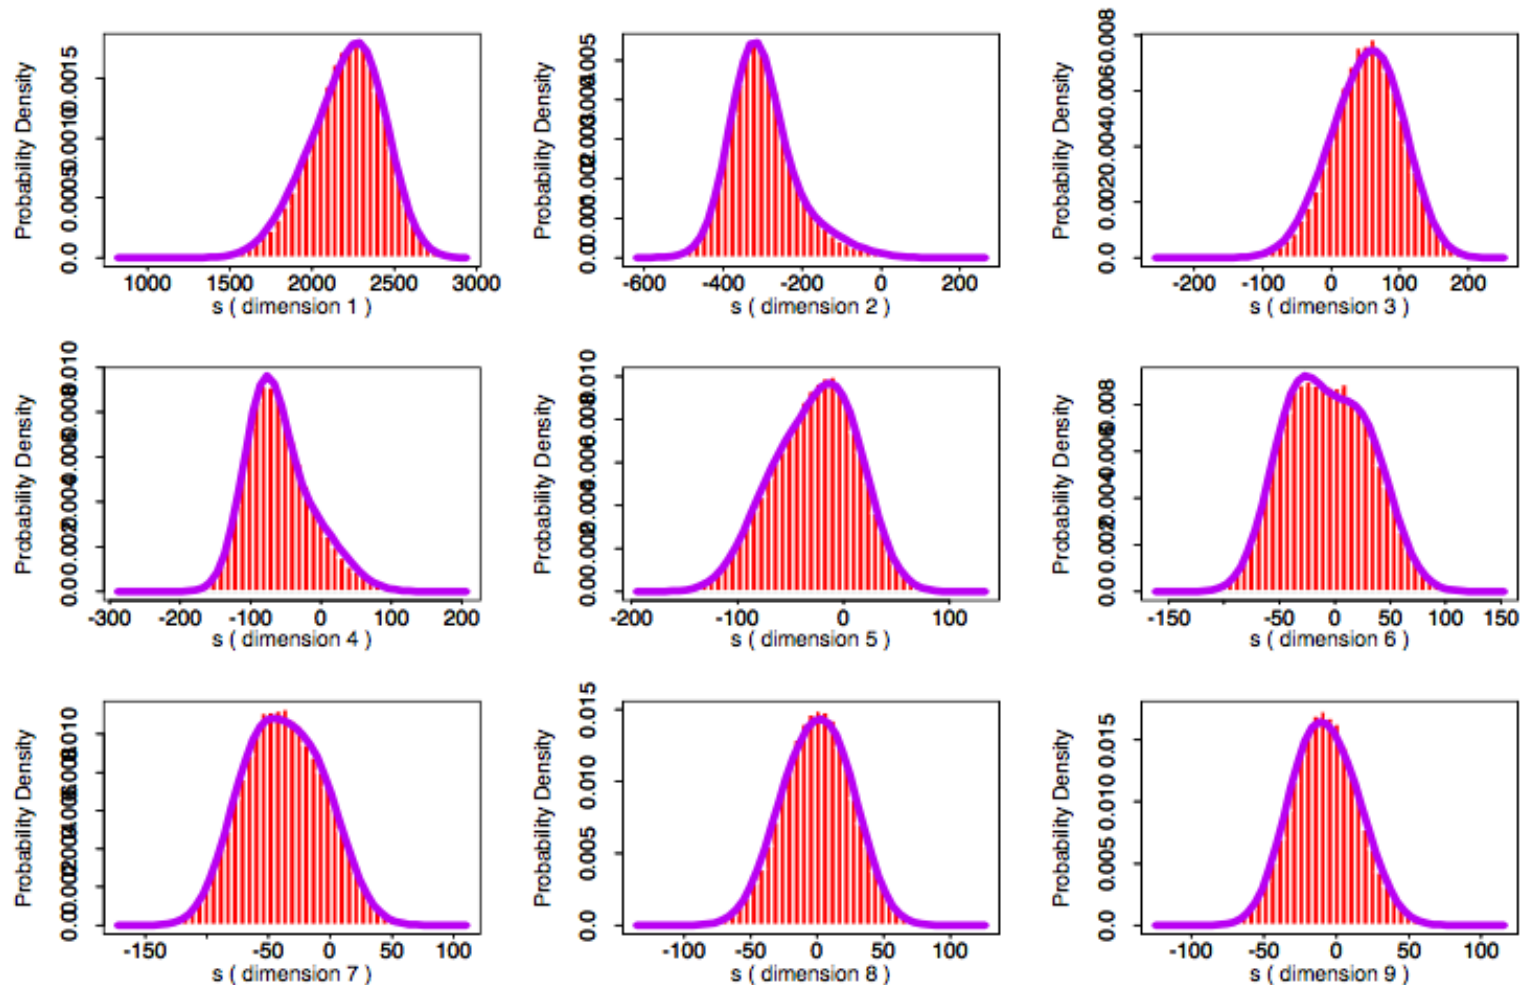 Probability Density
0.0 0.0005 0.0010 0.0015
1000 1500 2000 2500 3000
s ( dimension 1 )
Probability Density
-600 -400 -200 0 200
s ( dimension 2 )
Probability Density
0.0 0.002 0.004 0.006 0.008
-200 -100 0 100 200
s ( dimension 3 )
Probability Density
-300 -200 -100 0 100 200
s ( dimension 4 )
Probability Density
-200 -100 0 100
s ( dimension 5 )
Probability Density
-150 -50 0 50 100 150
s ( dimension 6 )
Probability Density
-150 -50 0 50 100
s ( dimension 7 )
Probability Density
0.0 0.005 0.010 0.015
-100 -50 0 50 100
s ( dimension 8 )
Probability Density
0.0 0.005 0.010 0.015
-100 -50 0 50 100
s ( dimension 9 )